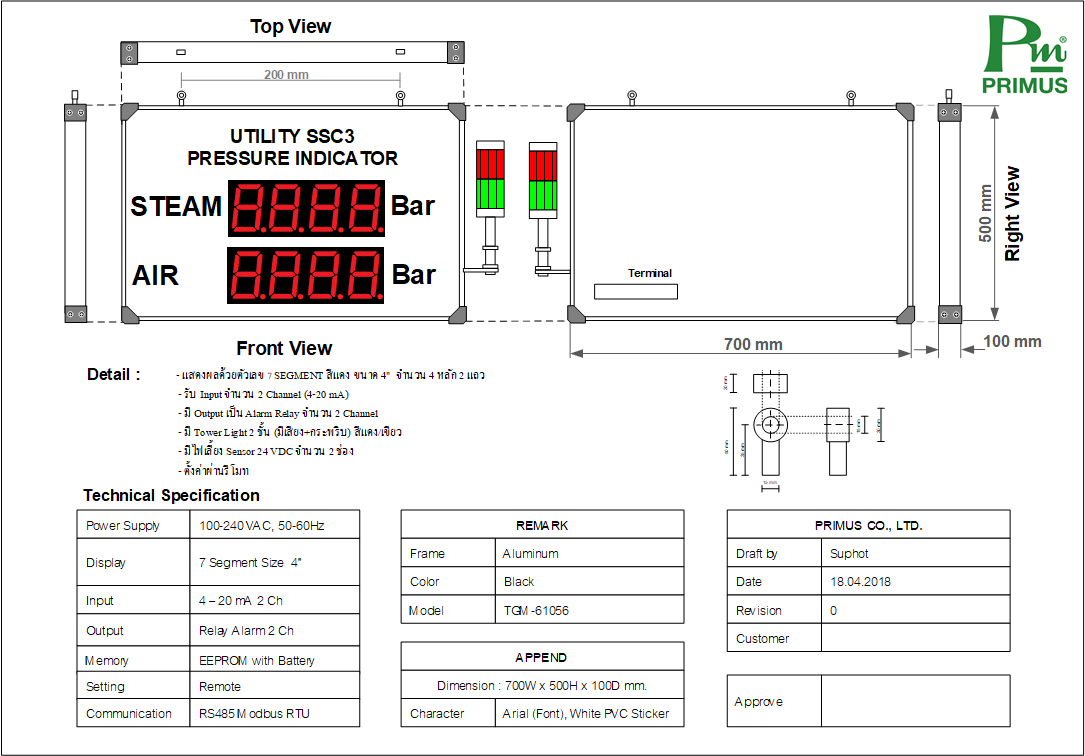 Top View
Pm®
PRIMUS
200 mm
UTILITY SSC3
PRESSURE INDICATOR
STEAM 8.8.8.8. Bar
AIR 8.8.8.8. Bar
Terminal
500 mm
Right View
700 mm
100 mm
Front View
Detail :
- แสดงผลด้วยตัวเลข 7 SEGMENT สีแดง ขนาด 4" จำนวน 4 หลัก 2 แถว
- รับ Input จำนวน 2 Channel (4-20 mA)
- มี Output เป็น Alarm Relay จำนวน 2 Channel
- มี Tower Light 2 ชั้น (มีเสียง+กระพริบ) สีแดง/เขียว
- มีไฟเลี้ยง Sensor 24 VDC จำนวน 2 ช่อง
- ตั้งค่าผ่านรีโมท
Technical Specification
Power Supply 100-240 VAC, 50-60Hz
Display 7 Segment Size 4"
Input 4 – 20 mA 2 Ch
Output Relay Alarm 2 Ch
Memory EEPROM with Battery
Setting Remote
Communication RS485 Modbus RTU
REMARK
Frame Aluminum
Color Black
Model TGM-61056
APPEND
Dimension : 700W x 500H x 100D mm.
Character Arial (Font), White PVC Sticker
PRIMUS CO., LTD.
Draft by Suphot
Date 18.04.2018
Revision 0
Customer
Approve